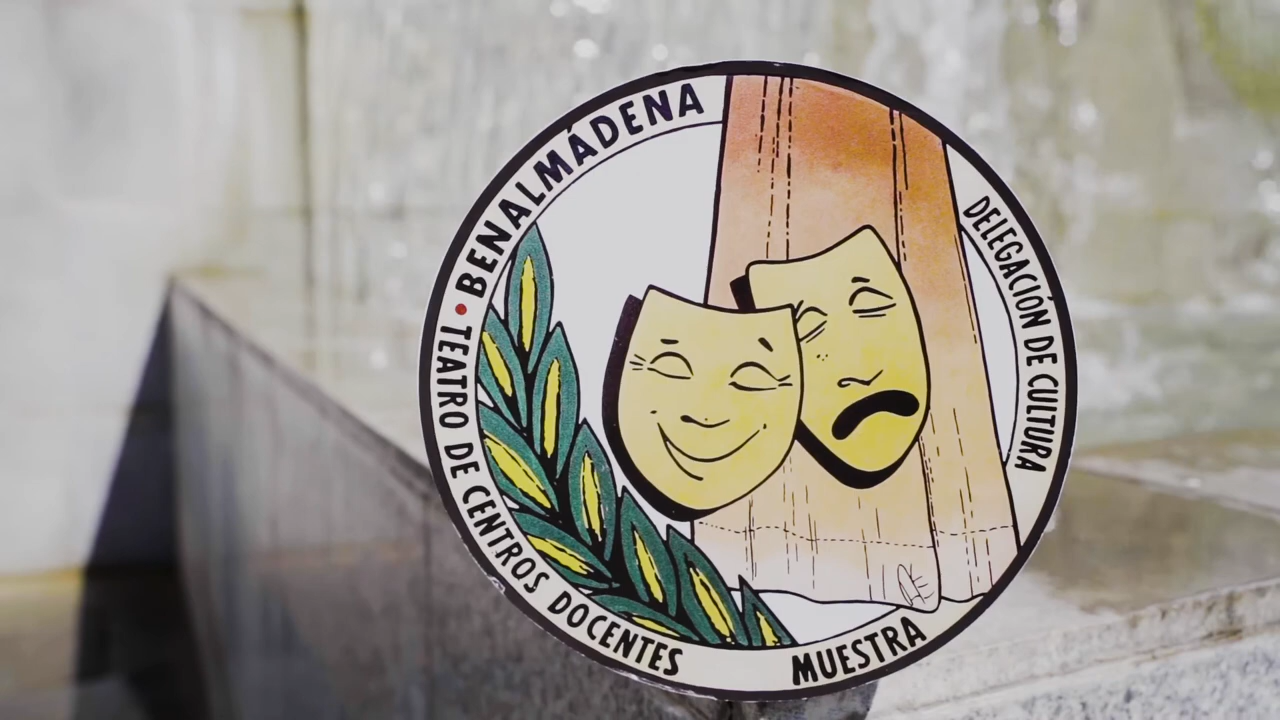 BENALMÁDENA
DELEGACIÓN DE CULTURA
MUESTRA
• TEATRO DE CENTROS DOCENTES